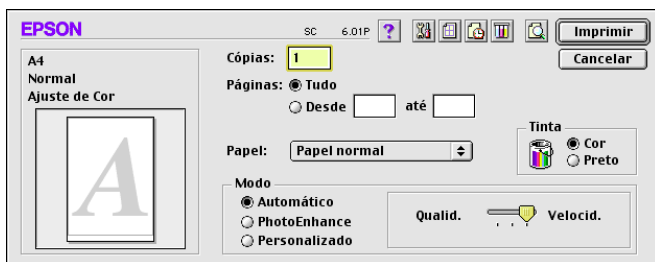 EPSON
SC 6.01P ? Imprimir
A4
Normal
Ajuste de Cor
A
Cópias: 1
Cancelar
Páginas: Tudo
Desde até
Papel: Papel normal
Tinta
Cor
Preto
Modo
Automático
PhotoEnhance
Personalizado
Qualid. Velocid.